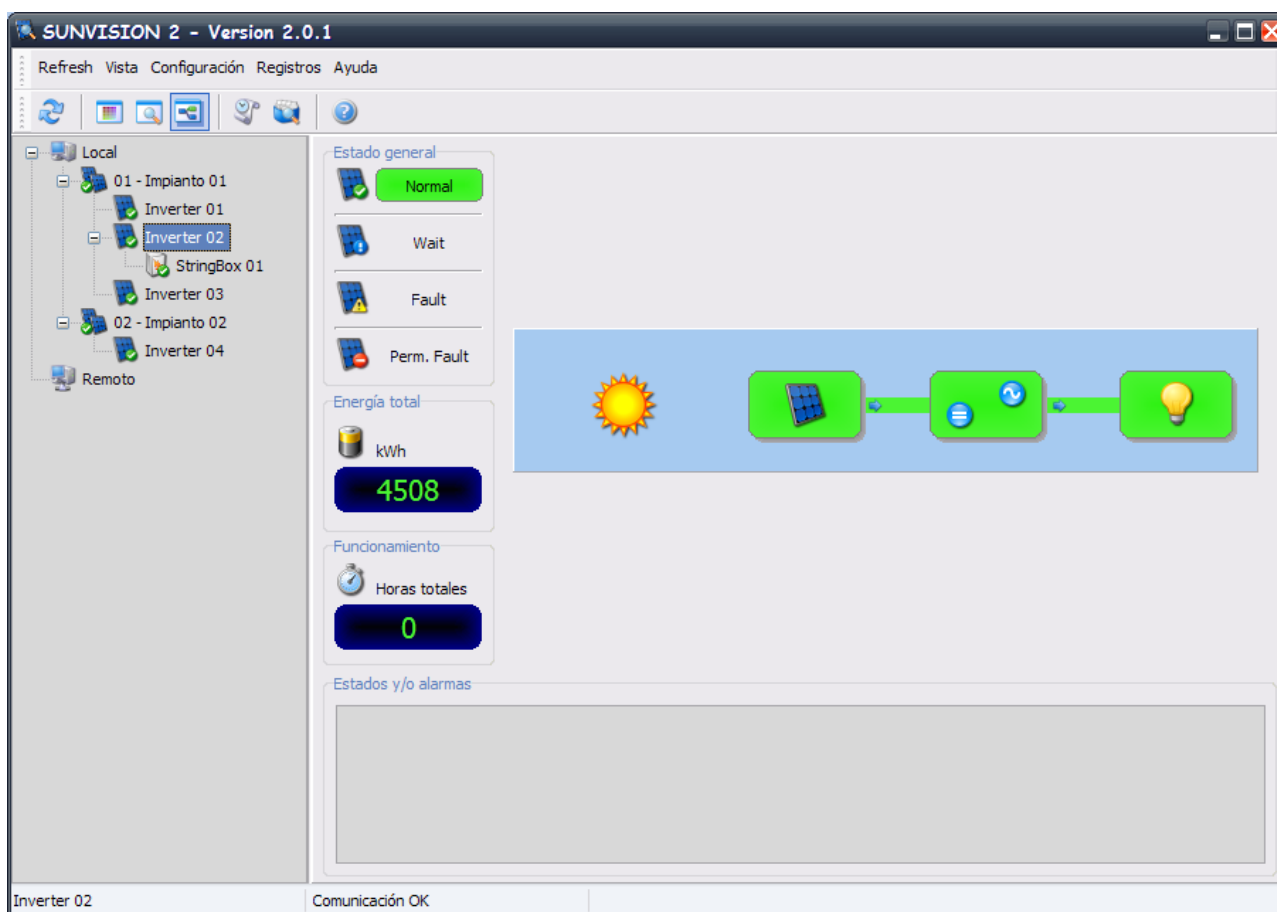 SUNVISION 2 - Version 2.0.1
Refresh Vista Configuración Registros Ayuda
Local
01 - Impianto 01
Inverter 01
Inverter 02
StringBox 01
Inverter 03
02 - Impianto 02
Inverter 04
Remoto
Estado general
Normal
Wait
Fault
Perm. Fault
Energía total
kWh
4508
Funcionamiento
Horas totales
0
Estados y/o alarmas
Inverter 02
Comunicación OK